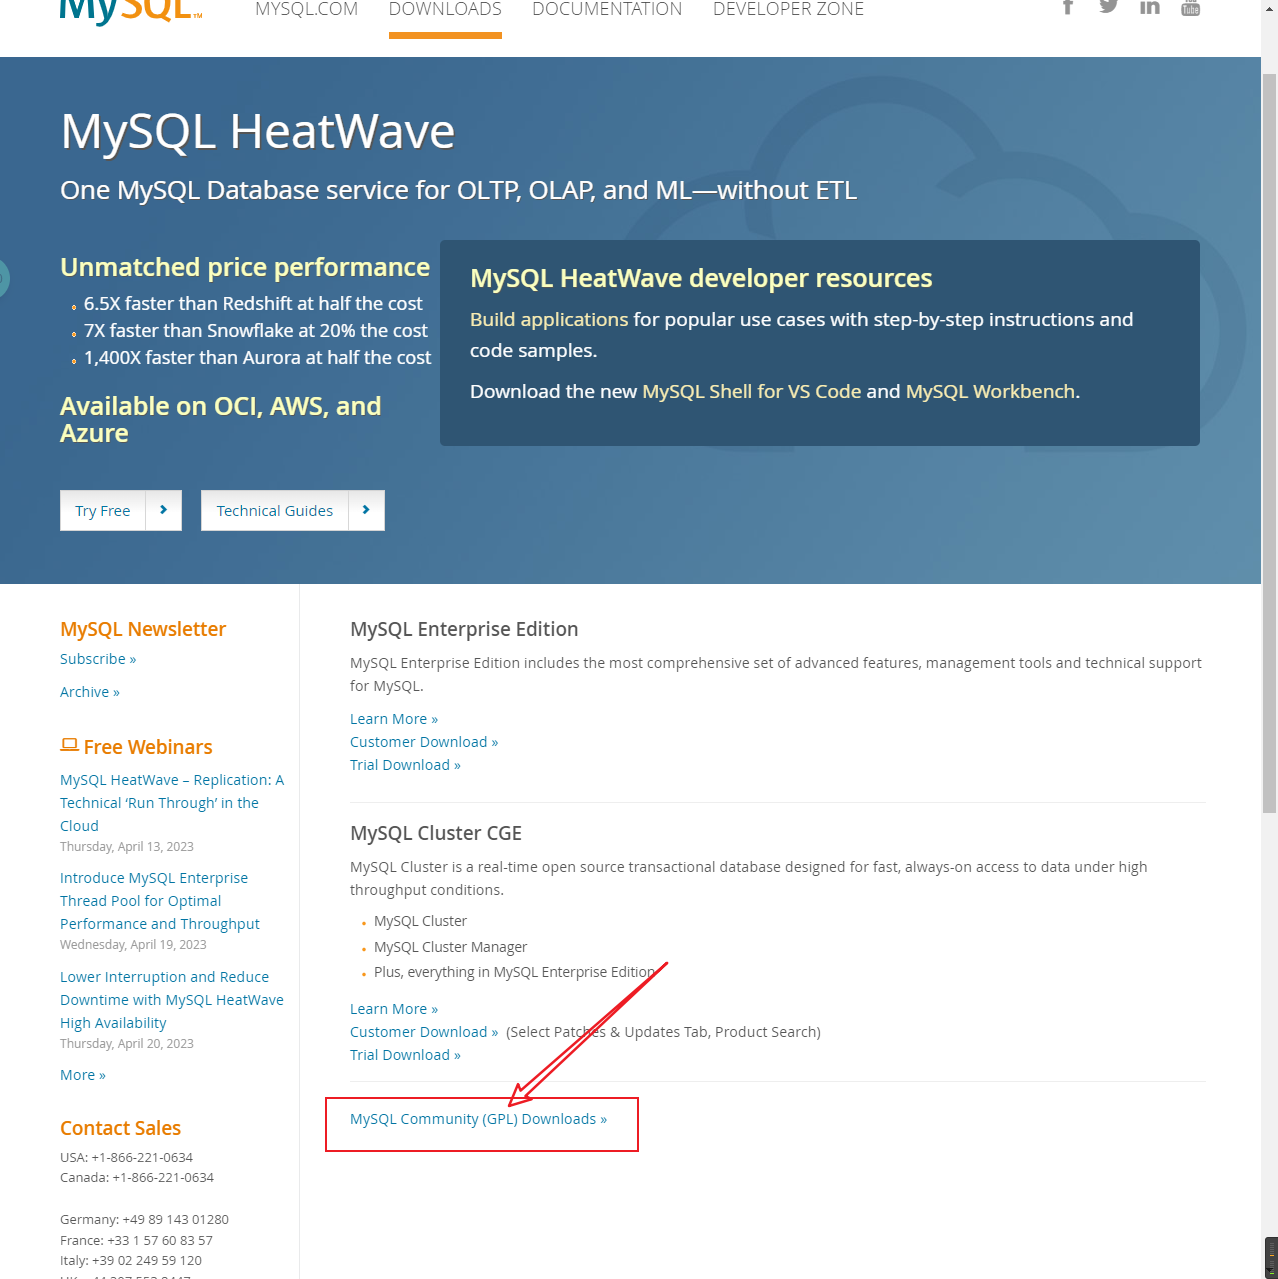 MySQL™
MYSQL.COM
DOWNLOADS
DOCUMENTATION
DEVELOPER ZONE
You
Tube
MySQL HeatWave
One MySQL Database service for OLTP, OLAP, and ML—without ETL
Unmatched price performance
6.5X faster than Redshift at half the cost
7X faster than Snowflake at 20% the cost
1,400X faster than Aurora at half the cost
Available on OCI, AWS, and
Azure
MySQL HeatWave developer resources
Build applications for popular use cases with step-by-step instructions and
code samples.
Download the new MySQL Shell for VS Code and MySQL Workbench.
Try Free
Technical Guides
MySQL Newsletter
Subscribe »
Archive »
Free Webinars
MySQL HeatWave – Replication: A
Technical ‘Run Through’ in the
Cloud
Thursday, April 13, 2023
Introduce MySQL Enterprise
Thread Pool for Optimal
Performance and Throughput
Wednesday, April 19, 2023
Lower Interruption and Reduce
Downtime with MySQL HeatWave
High Availability
Thursday, April 20, 2023
More »
Contact Sales
USA: +1-866-221-0634
Canada: +1-866-221-0634
Germany: +49 89 143 01280
France: +33 1 57 60 83 57
Italy: +39 02 249 59 120
MySQL Enterprise Edition
MySQL Enterprise Edition includes the most comprehensive set of advanced features, management tools and technical support
for MySQL.
Learn More »
Customer Download »
Trial Download »
MySQL Cluster CGE
MySQL Cluster is a real-time open source transactional database designed for fast, always-on access to data under high
throughput conditions.
MySQL Cluster
MySQL Cluster Manager
Plus, everything in MySQL Enterprise Edition
Learn More »
Customer Download » (Select Patches & Updates Tab, Product Search)
Trial Download »
MySQL Community (GPL) Downloads »